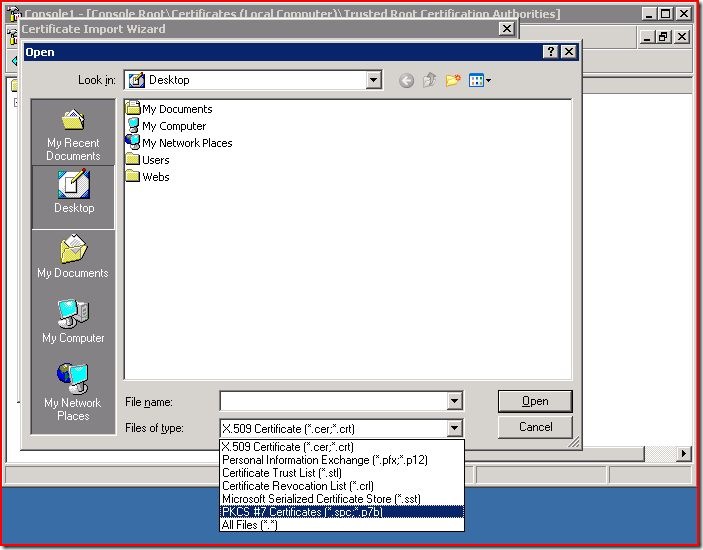 Console1 - [Console Root\Certificates (Local Computer)\Trusted Root Certification Authorities]
Certificate Import Wizard
Open
Look in:
Desktop
My Recent
Documents
Desktop
My Documents
My Computer
My Network
Places
My Documents
My Computer
My Network Places
Users
Webs
File name:
Open
Files of type:
X.509 Certificate (*.cer;*.crt)
Cancel
X.509 Certificate (*.cer;*.crt)
Personal Information Exchange (*.pfx;*.p12)
Certificate Trust List (*.stl)
Certificate Revocation List (*.crl)
Microsoft Serialized Certificate Store (*.sst)
PKCS #7 Certificates (*.spc;*.p7b)
All Files (*.*)